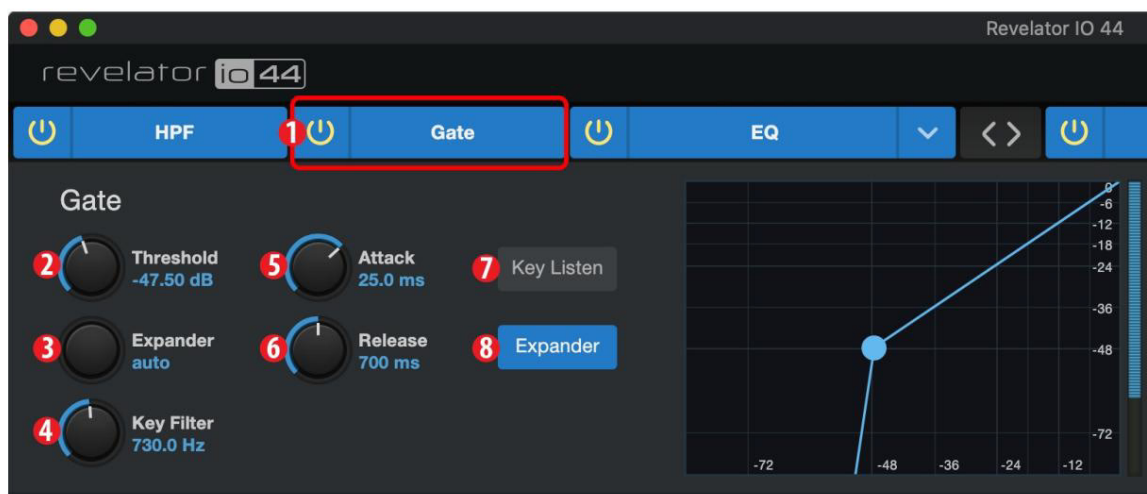 Revelator IO 44
revelator io 44
HPF
1
Gate
EQ
Gate
2 Threshold
-47.50 dB
5 Attack
25.0 ms
7 Key Listen
3 Expander
auto
6 Release
700 ms
8 Expander
4 Key Filter
730.0 Hz
0
-6
-12
-18
-24
-36
-48
-72
-72 -48 -36 -24 -12